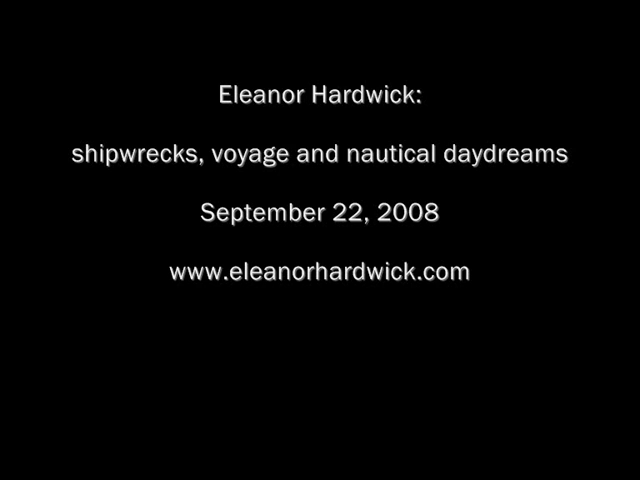 Eleanor Hardwick:
shipwrecks, voyage and nautical daydreams
September 22, 2008
www.eleanorhardwick.com